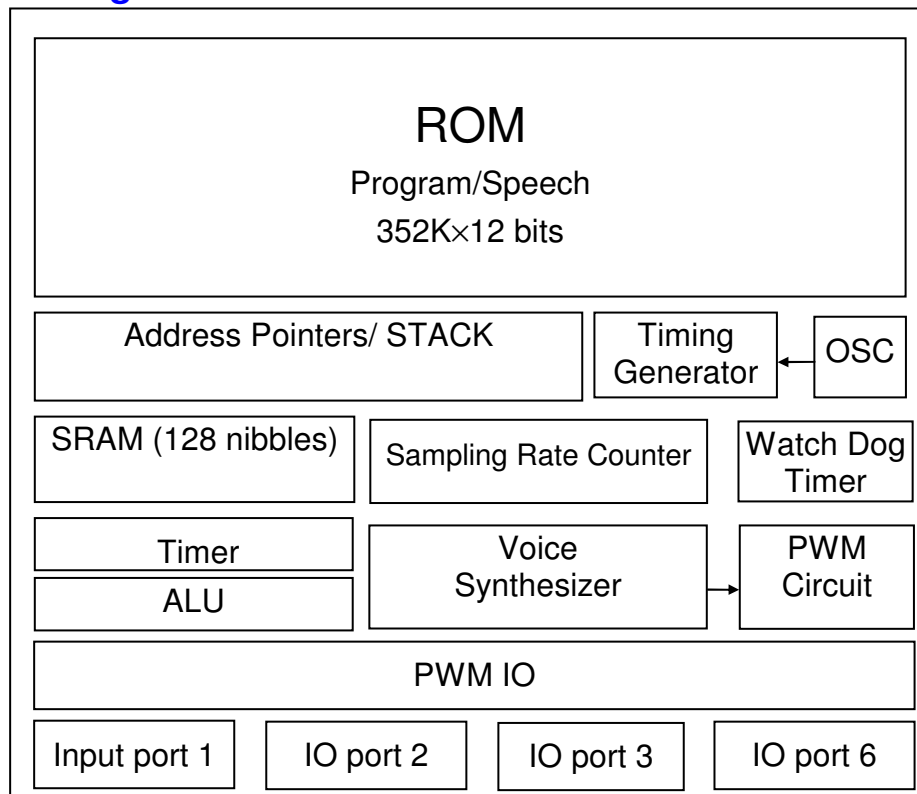 ROM
Program/Speech
352K×12 bits
Address Pointers/ STACK
Timing
Generator
OSC
SRAM (128 nibbles)
Sampling Rate Counter
Watch Dog
Timer
Timer
Voice
Synthesizer
PWM
Circuit
ALU
PWM IO
Input port 1
IO port 2
IO port 3
IO port 6